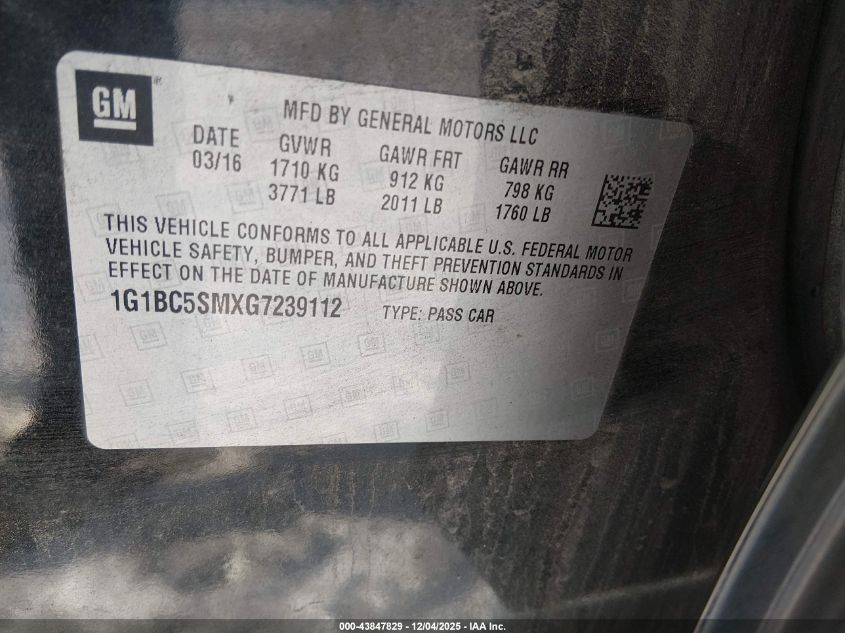 GM ®
MFD BY GENERAL MOTORS LLC
DATE GVWR GAWR FRT GAWR RR
03/16 1710 KG 912 KG 798 KG
3771 LB 2011 LB 1760 LB
THIS VEHICLE CONFORMS TO ALL APPLICABLE U.S. FEDERAL MOTOR
VEHICLE SAFETY, BUMPER, AND THEFT PREVENTION STANDARDS IN
EFFECT ON THE DATE OF MANUFACTURE SHOWN ABOVE.
1G1BC5SMXG7239112 TYPE: PASS CAR
000-43847829 - 12/04/2025 - IAA Inc.